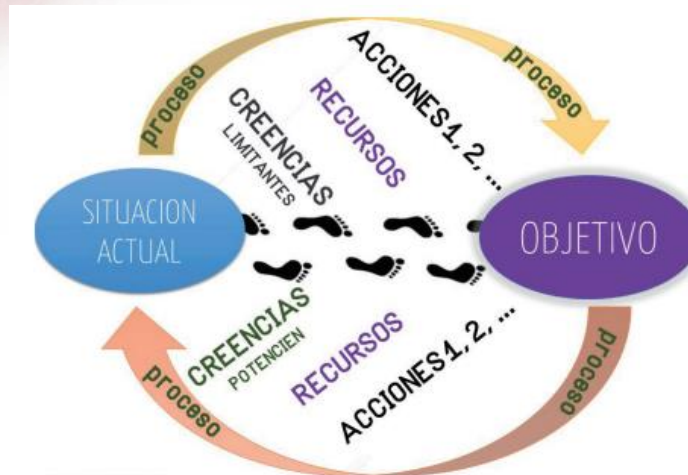 proceso
proceso
ACCIONES 1, 2, ...
RECURSOS
CREENCIAS
LIMITANTES
SITUACION
ACTUAL
OBJETIVO
CREENCIAS
POTENCIEN
RECURSOS
ACCIONES 1, 2, ...
proceso
proceso